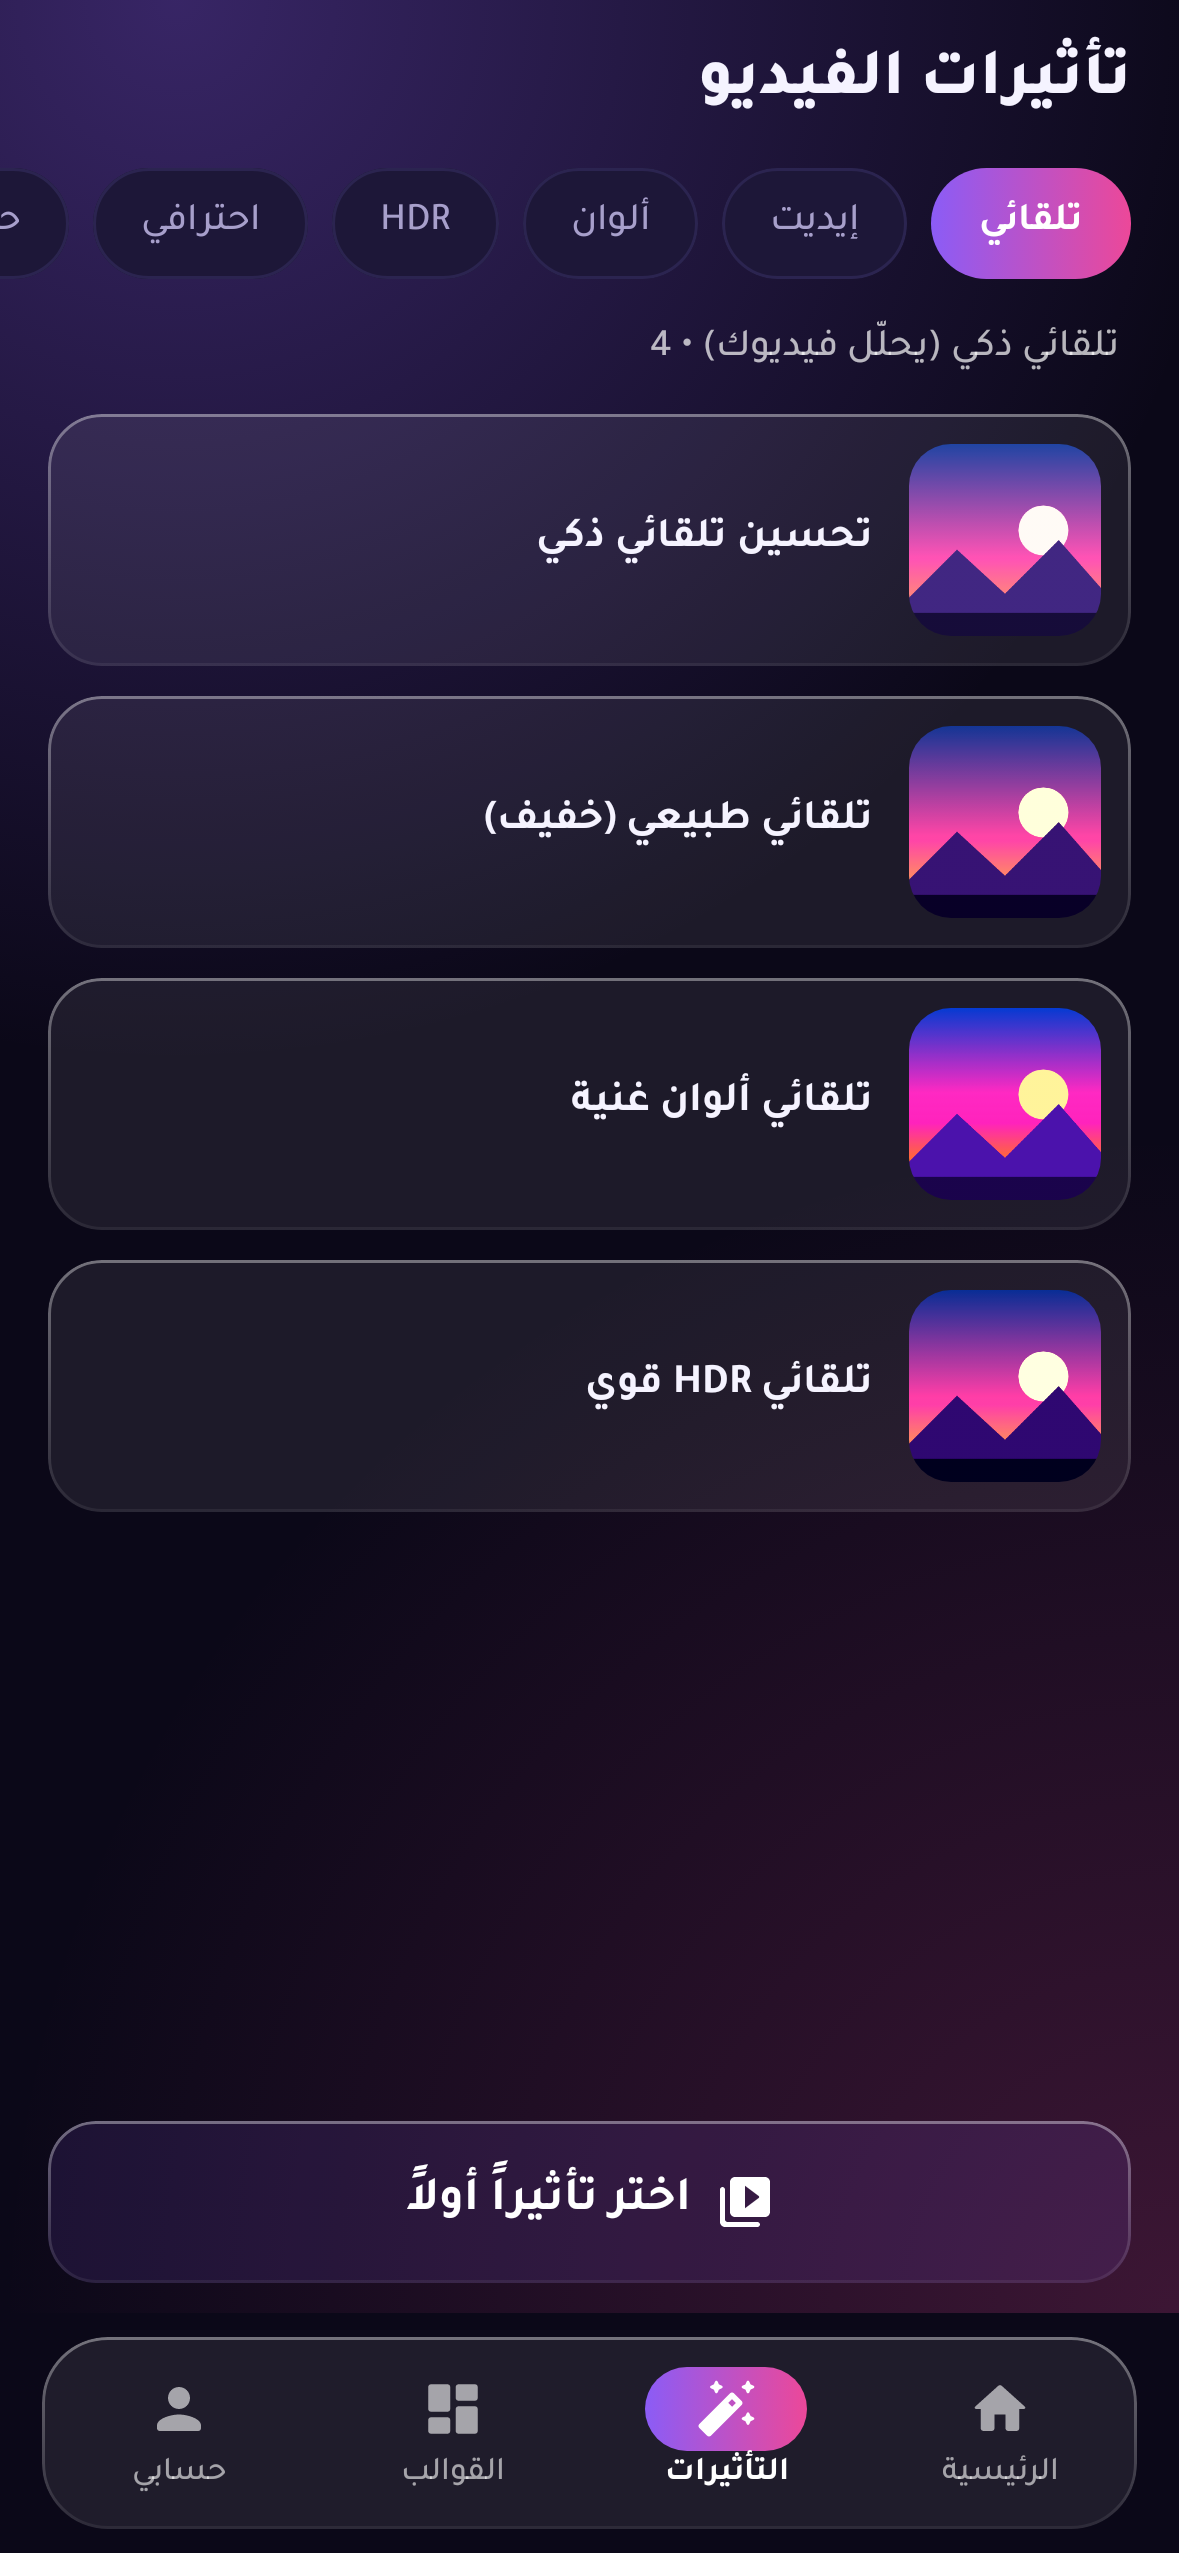 تأثيرات الفيديو
تلقائي
إيديت
ألوان
HDR
احترافي
تلقائي ذكي (يحلّل فيديوك) • 4
تحسين تلقائي ذكي
تلقائي طبيعي (خفيف)
تلقائي ألوان غنية
تلقائي HDR قوي
اختر تأثيراً أولاً
الرئيسية
التأثيرات
القوالب
حسابي